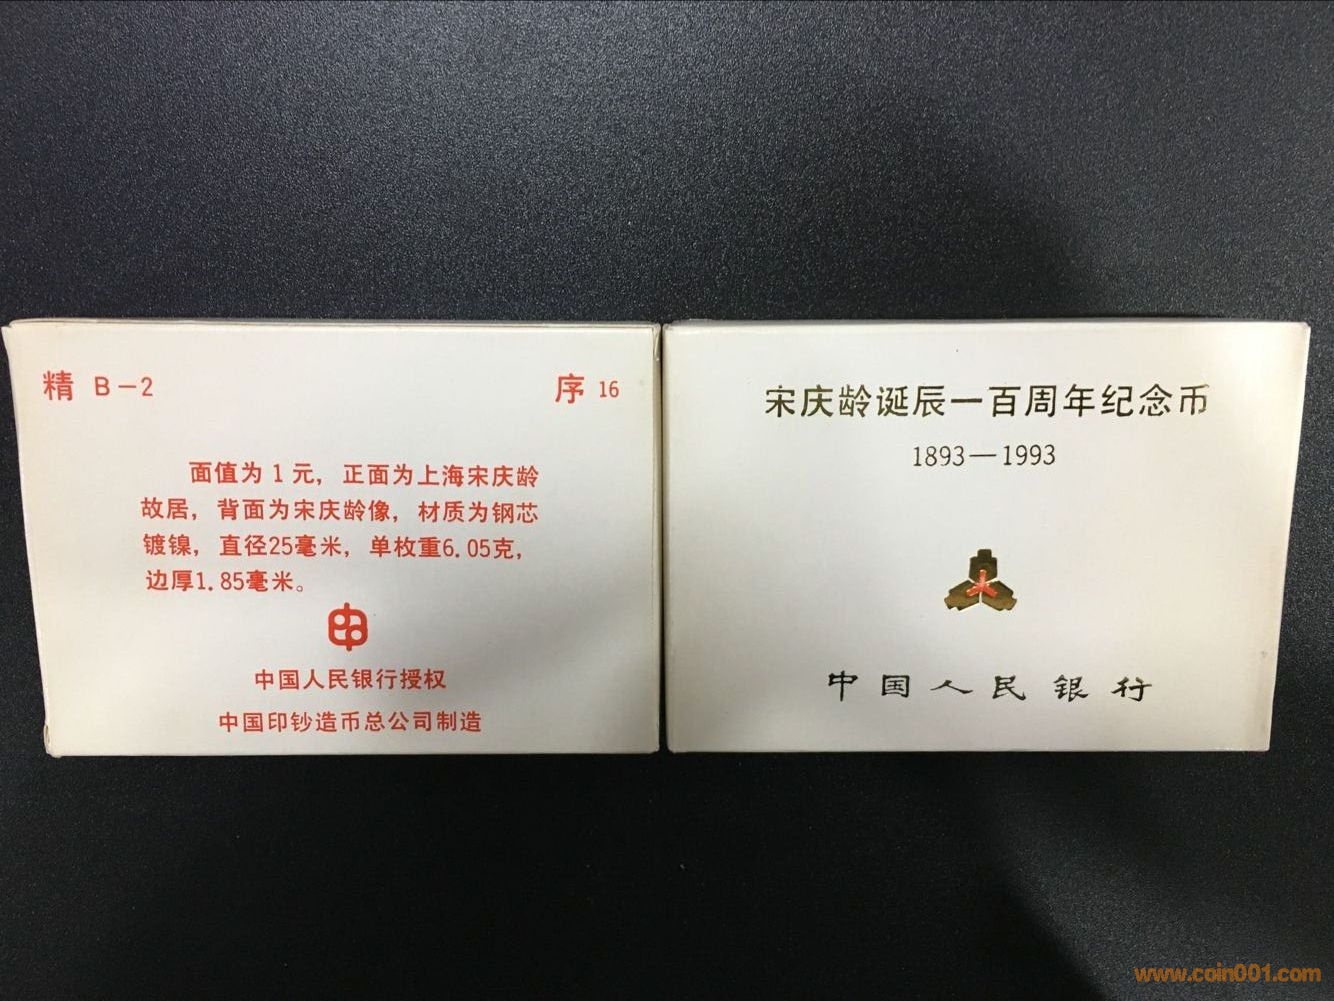 精 B-2
序 16
面值为1元，正面为上海宋庆龄
故居，背面为宋庆龄像，材质为钢芯
镀镍，直径25毫米，单枚重6.05克，
边厚1.85毫米。
中国人民银行授权
中国印钞造币总公司制造
宋庆龄诞辰一百周年纪念币
1893—1993
中国人民银行
www.coin001.com